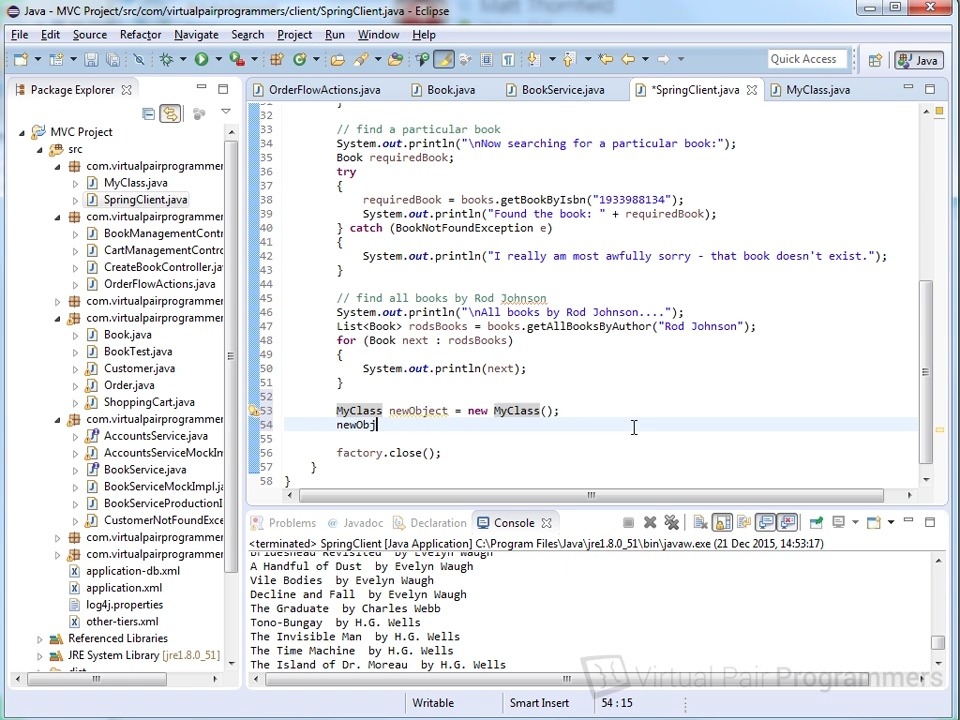 Java - MVC Project/src/com/virtualpairprogrammers/client/SpringClient.java - Eclipse
File Edit Source Refactor Navigate Search Project Run Window Help
Quick Access
Java
Package Explorer
OrderFlowActions.java Book.java BookService.java *SpringClient.java MyClass.java
MVC Project
src
com.virtualpairprogrammer
MyClass.java
SpringClient.java
com.virtualpairprogrammer
BookManagementContr
CartManagementContro
CreateBookController.jav
OrderFlowActions.java
com.virtualpairprogrammer
com.virtualpairprogrammer
Book.java
BookTest.java
Customer.java
Order.java
ShoppingCart.java
com.virtualpairprogrammer
AccountsService.java
AccountsServiceMockIm
BookService.java
BookServiceMockImpl.j
BookServiceProductionI
CustomerNotFoundExce
com.virtualpairprogrammer
com.virtualpairprogrammer
application-db.xml
application.xml
log4j.properties
other-tiers.xml
Referenced Libraries
JRE System Library [jre1.8.0_51]
32
33 // find a particular book
34 System.out.println("\nNow searching for a particular book:");
35 Book requiredBook;
36 try
37 {
38 requiredBook = books.getBookByIsbn("1933988134");
39 System.out.println("Found the book: " + requiredBook);
40 } catch (BookNotFoundException e)
41 {
42 System.out.println("I really am most awfully sorry - that book doesn't exist.");
43 }
44
45 // find all books by Rod Johnson
46 System.out.println("\nAll books by Rod Johnson....");
47 List<Book> rodsBooks = books.getAllBooksByAuthor("Rod Johnson");
48 for (Book next : rodsBooks)
49 {
50 System.out.println(next);
51 }
52
53 MyClass newObject = new MyClass();
54 newObj
55
56 factory.close();
57 }
58 }
Problems Javadoc Declaration Console
<terminated> SpringClient [Java Application] C:\Program Files\Java\jre1.8.0_51\bin\javaw.exe (21 Dec 2015, 14:53:17)
Brideshead Revisited by Evelyn Waugh
A Handful of Dust by Evelyn Waugh
Vile Bodies by Evelyn Waugh
Decline and Fall by Evelyn Waugh
The Graduate by Charles Webb
Tono-Bungay by H.G. Wells
The Invisible Man by H.G. Wells
The Time Machine by H.G. Wells
The Island of Dr. Moreau by H.G. Wells
Virtual Pair Programmers
Writable Smart Insert 54 : 15